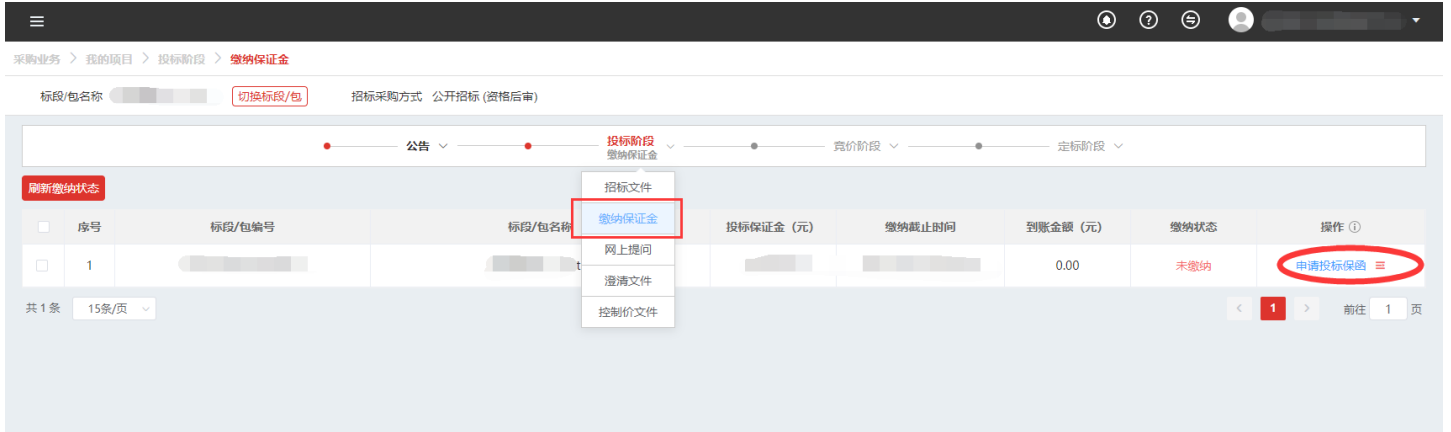 采购业务 > 我的项目 > 投标阶段 > 缴纳保证金
标段/包名称 切换标段/包 招标采购方式 公开招标 (资格后审)
公告 投标阶段 竞价阶段 定标阶段
缴纳保证金
刷新缴纳状态
招标文件
缴纳保证金
网上提问
澄清文件
控制价文件
序号 标段/包编号 标段/包名称 投标保证金（元） 缴纳截止时间 到账金额（元） 缴纳状态 操作
1 t 0.00 未缴纳 申请投标保函
共 1 条 15条/页 < 1 > 前往 1 页